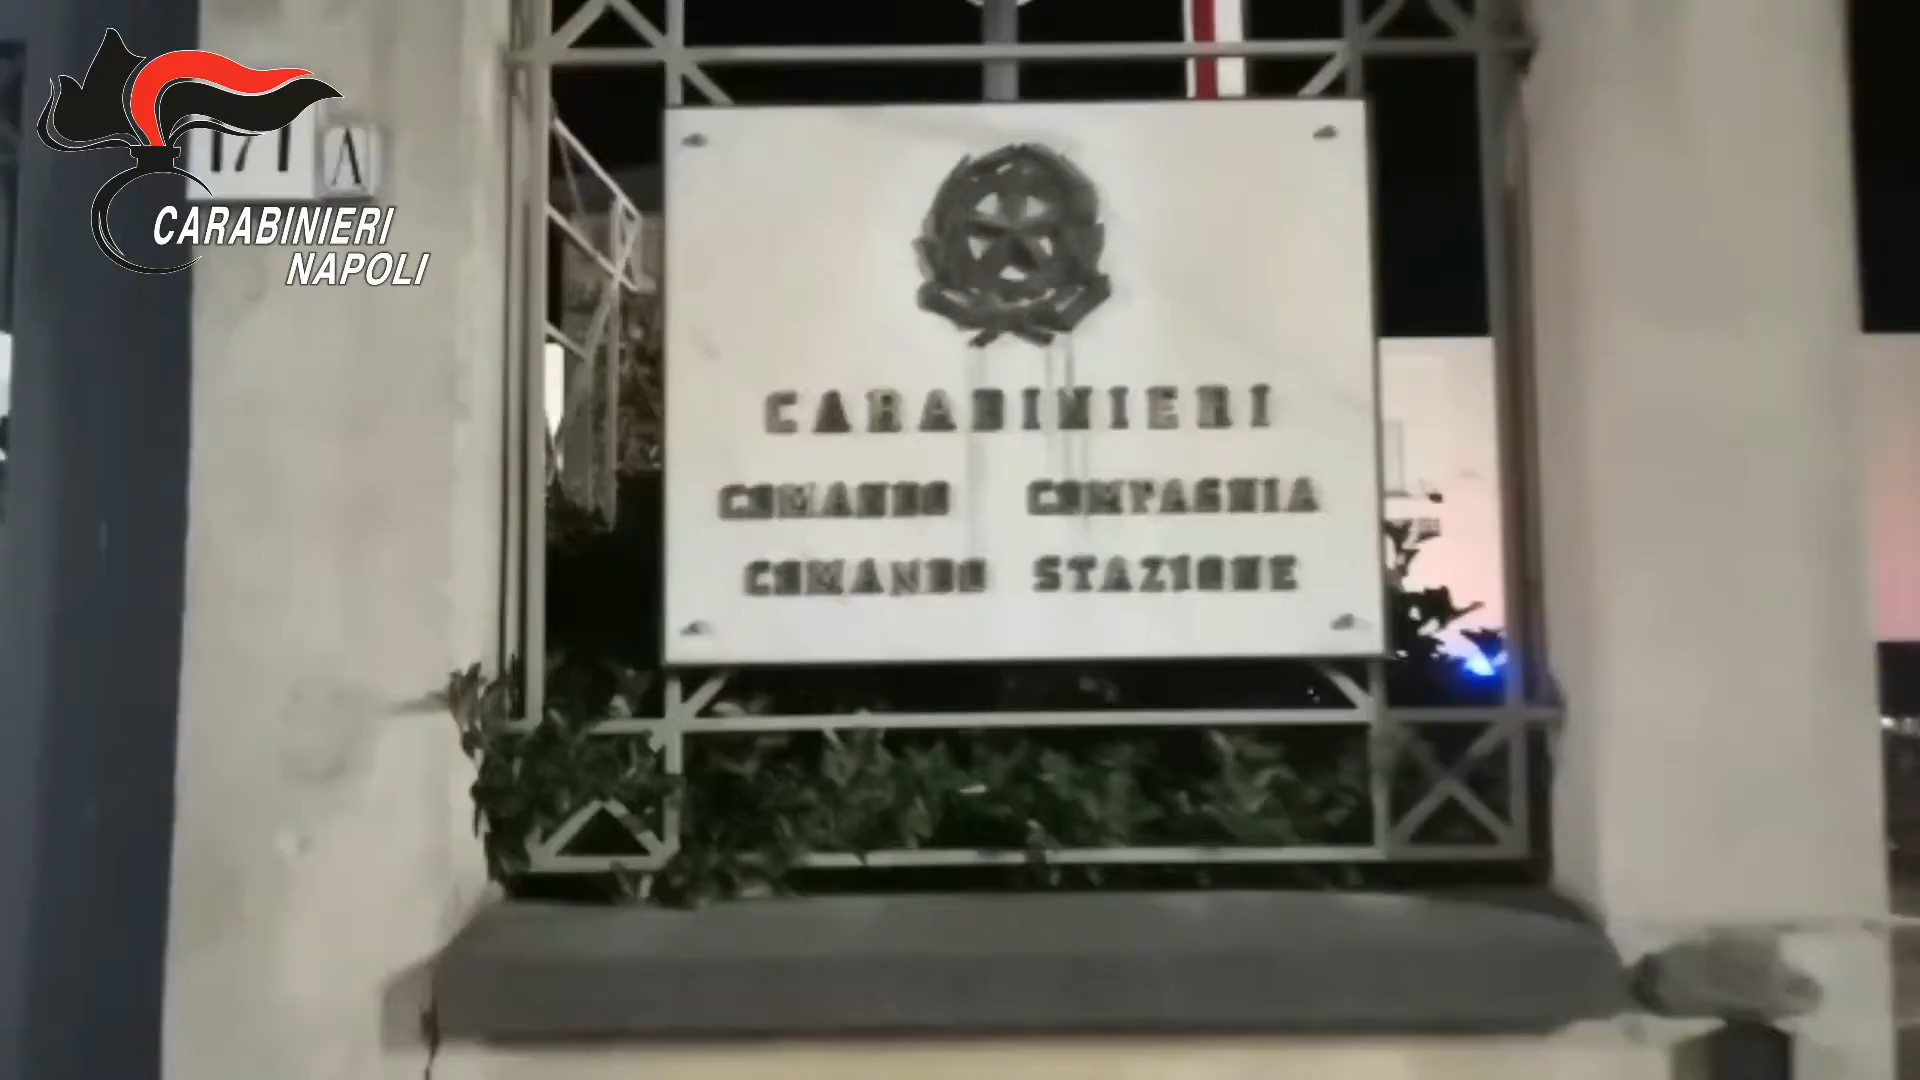 171 A
CARABINIERI
NAPOLI
CARABINIERI
COMANDO COMPAGNIA
COMANDO STAZIONE